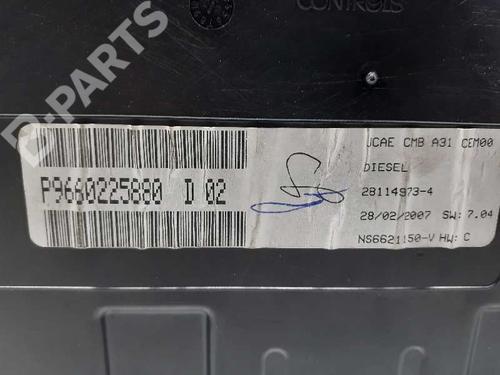 CONTROLS
D-PARTS
P9660225880 D 02
UCAE CMB A31 CEM00
DIESEL
28114973-4
28/02/2007 SW: 7.04
NS6621150-V HW: C